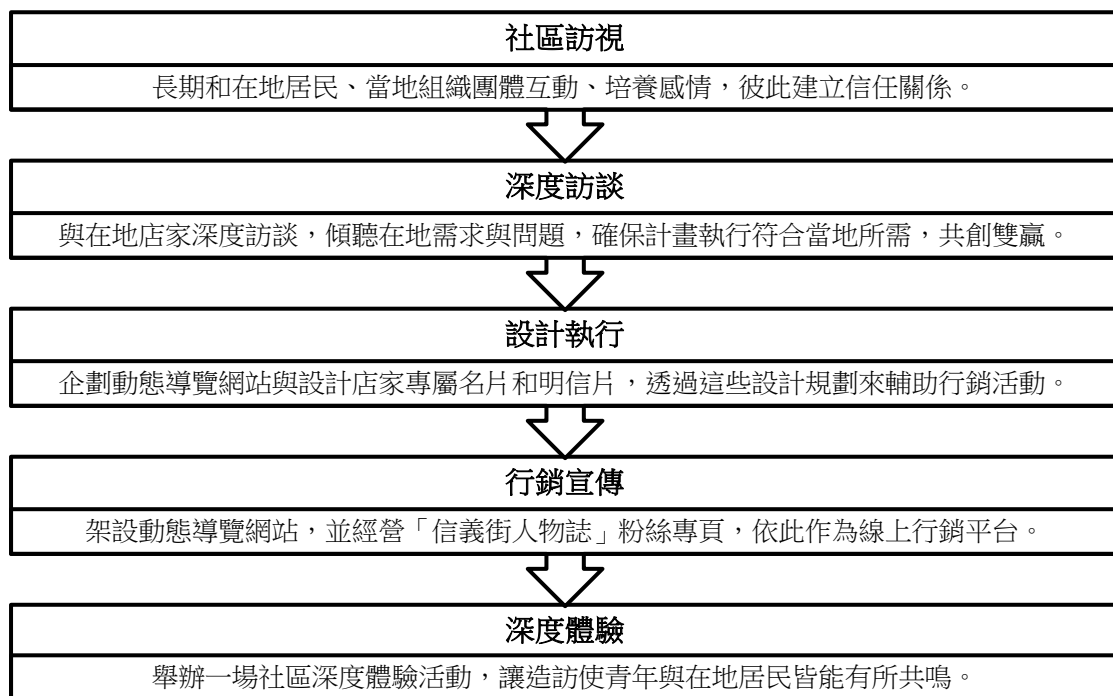 社區訪視
長期和在地居民、當地組織團體互動、培養感情，彼此建立信任關係。
深度訪談
與在地店家深度訪談，傾聽在地需求與問題，確保計畫執行符合當地所需，共創雙贏。
設計執行
企劃動態導覽網站與設計店家專屬名片和明信片，透過這些設計規劃來輔助行銷活動。
行銷宣傳
架設動態導覽網站，並經營「信義街人物誌」粉絲專頁，依此作為線上行銷平台。
深度體驗
舉辦一場社區深度體驗活動，讓造訪使青年與在地居民皆能有所共鳴。